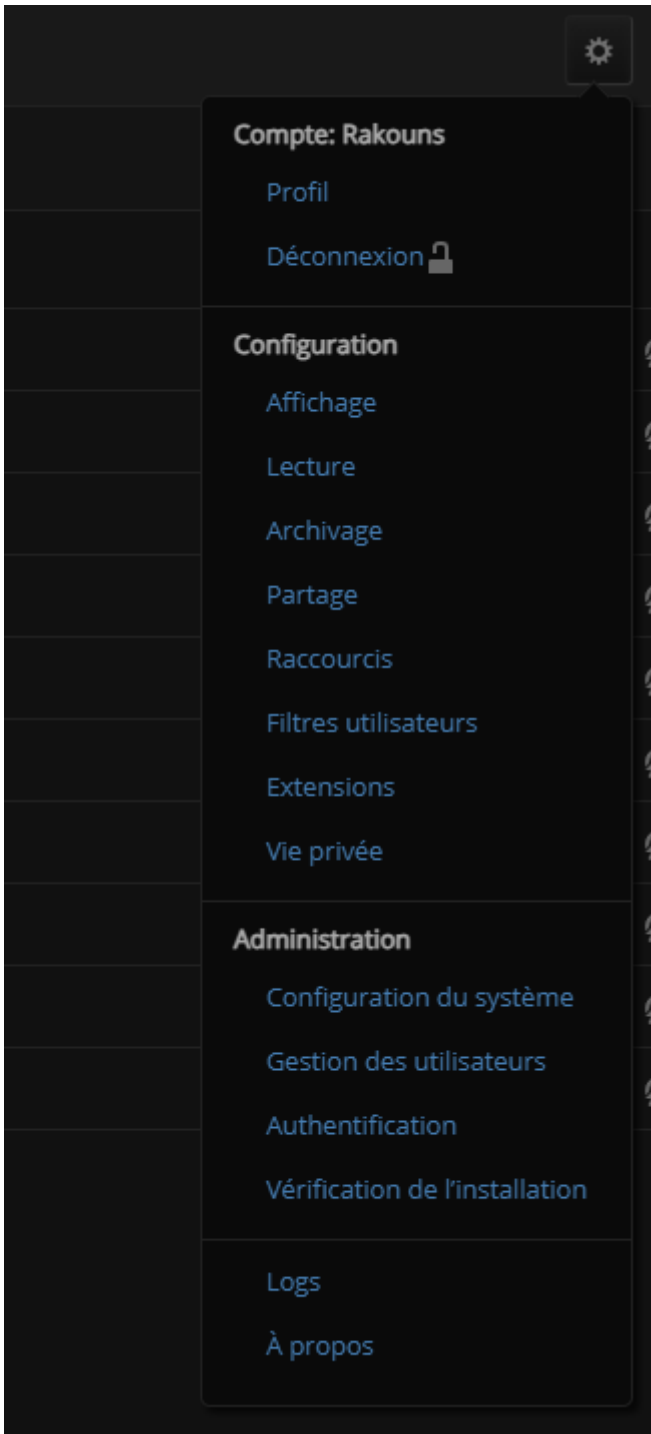 Compte: Rakouns
Profil
Déconnexion
Configuration
Affichage
Lecture
Archivage
Partage
Raccourcis
Filtres utilisateurs
Extensions
Vie privée
Administration
Configuration du système
Gestion des utilisateurs
Authentification
Vérification de l’installation
Logs
À propos